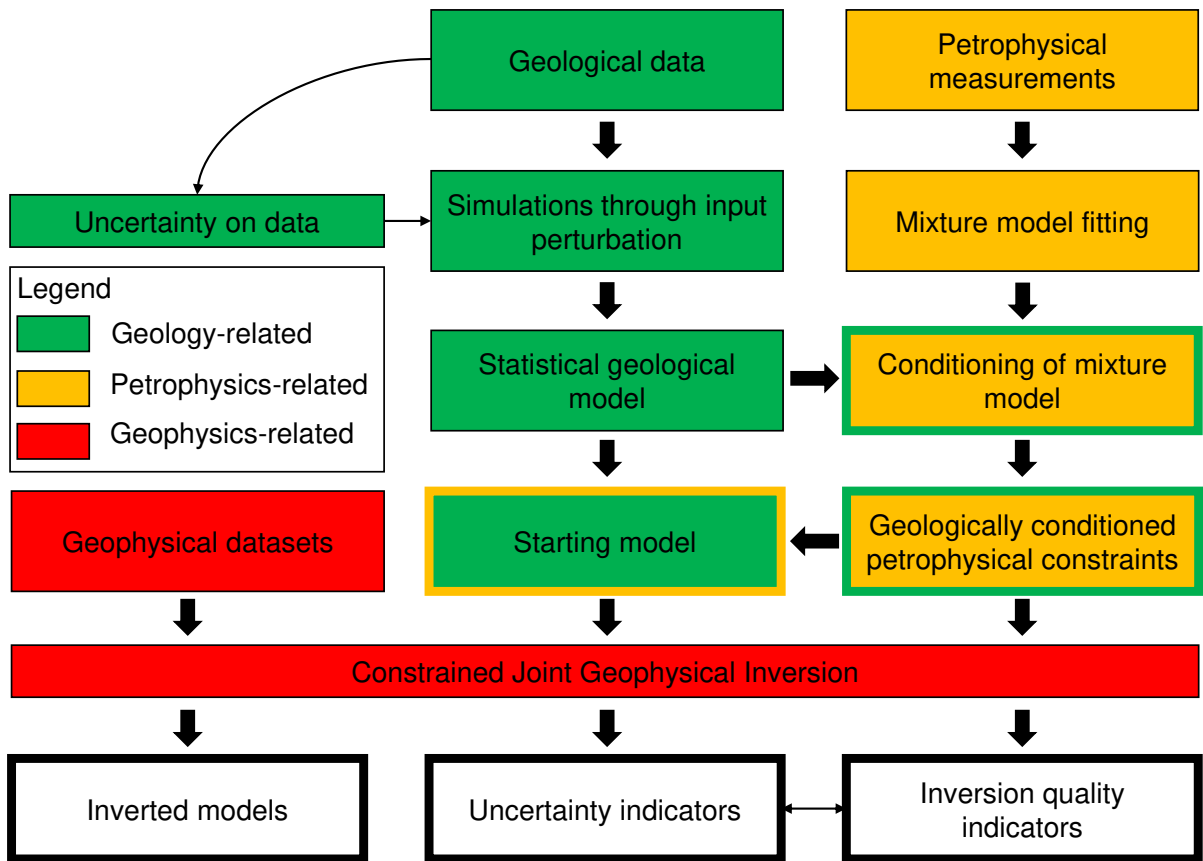 Geological data
Petrophysical
measurements
Uncertainty on data
Simulations through input
perturbation
Mixture model fitting
Legend
Geology-related
Petrophysics-related
Geophysics-related
Statistical geological
model
Conditioning of mixture
model
Geophysical datasets
Starting model
Geologically conditioned
petrophysical constraints
Constrained Joint Geophysical Inversion
Inverted models
Uncertainty indicators
Inversion quality
indicators